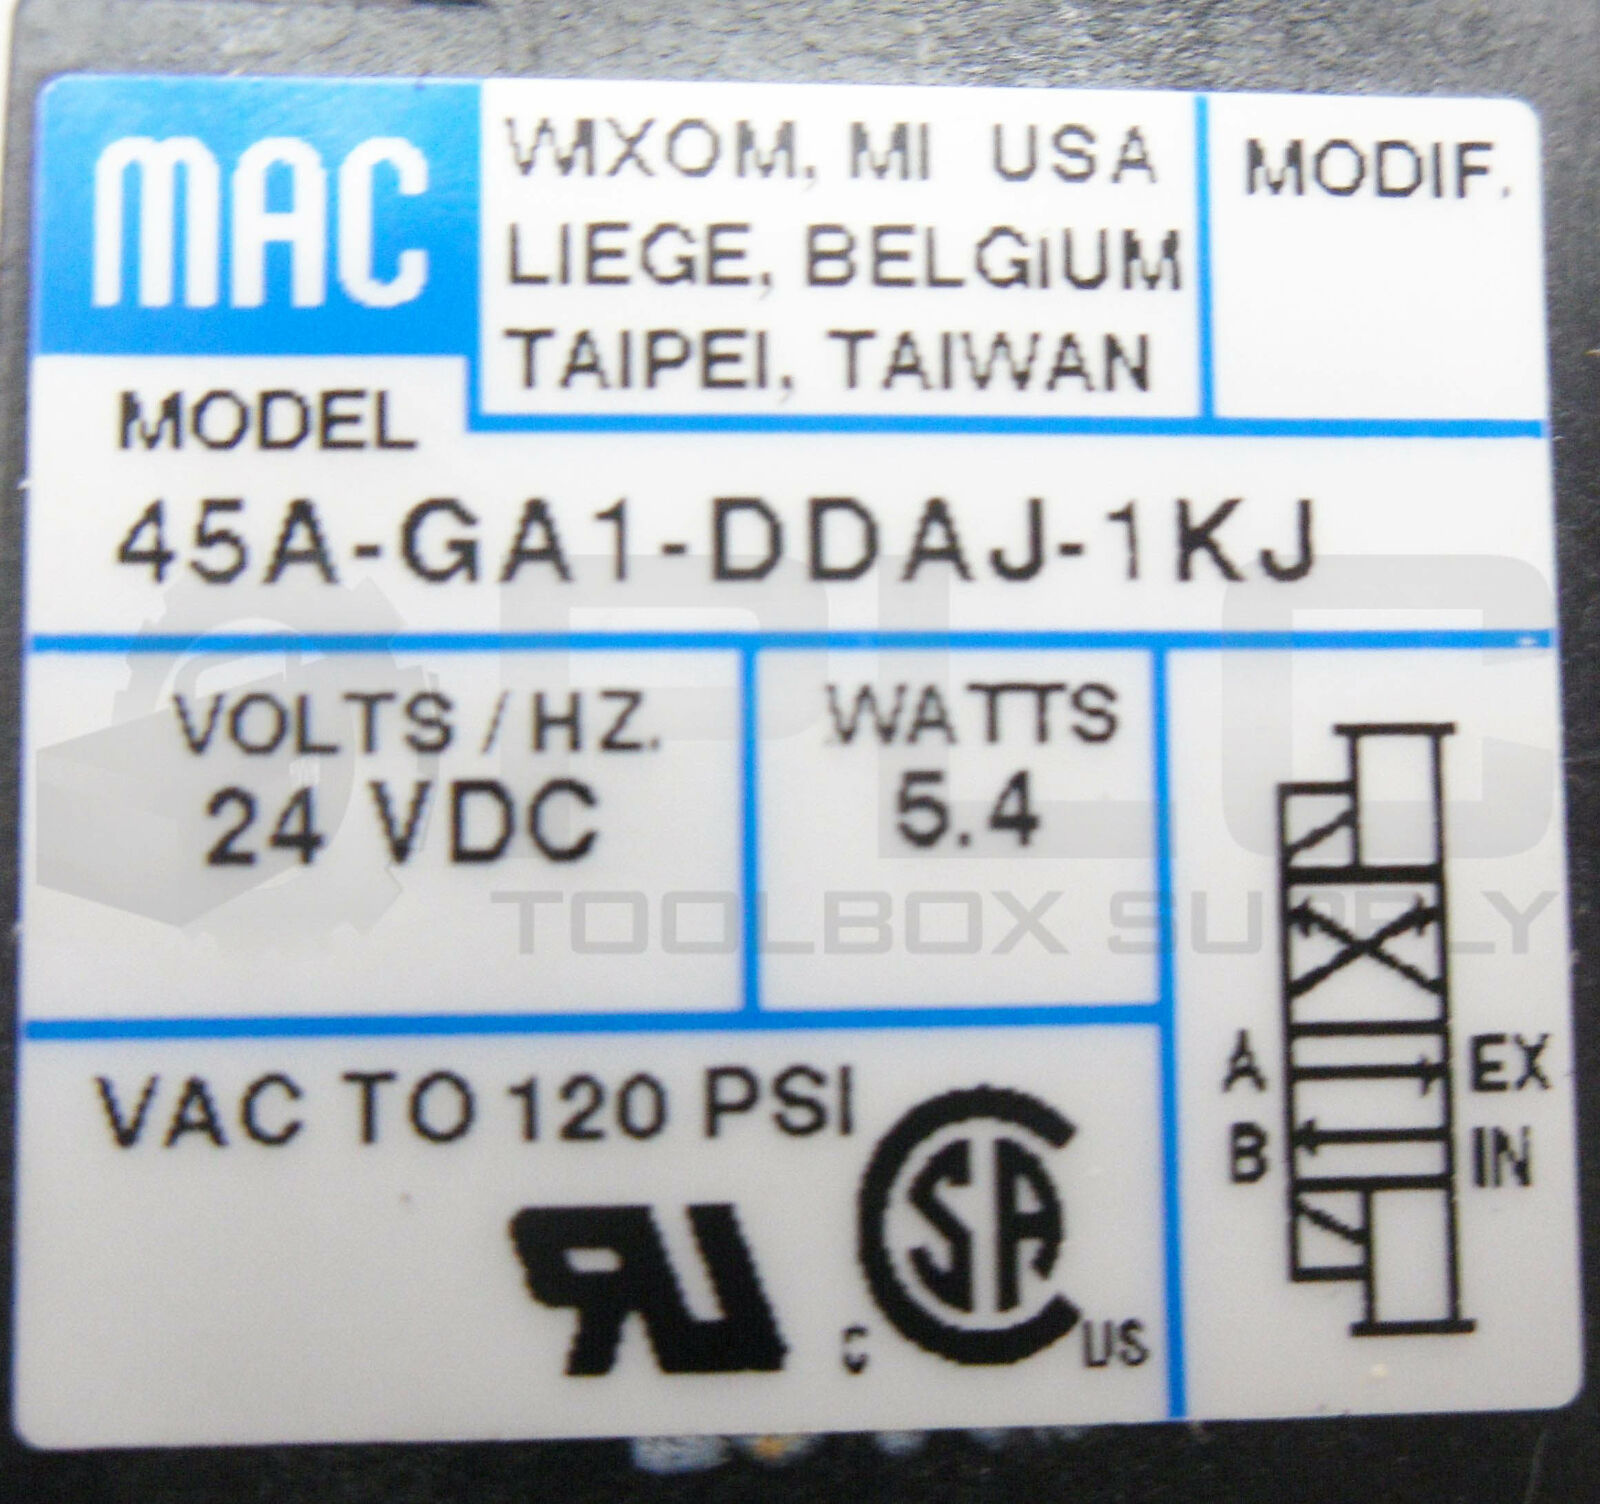 MAC
WIXOM, MI USA
LIEGE, BELGIUM
TAIPEI, TAIWAN
MODIF.
MODEL
45A-GA1-DDAJ-1KJ
VOLTS / HZ.
24 VDC
WATTS
5.4
PLC
TOOLBOX SUPPLY
VAC TO 120 PSI
A EX
B IN
UR
C SA US